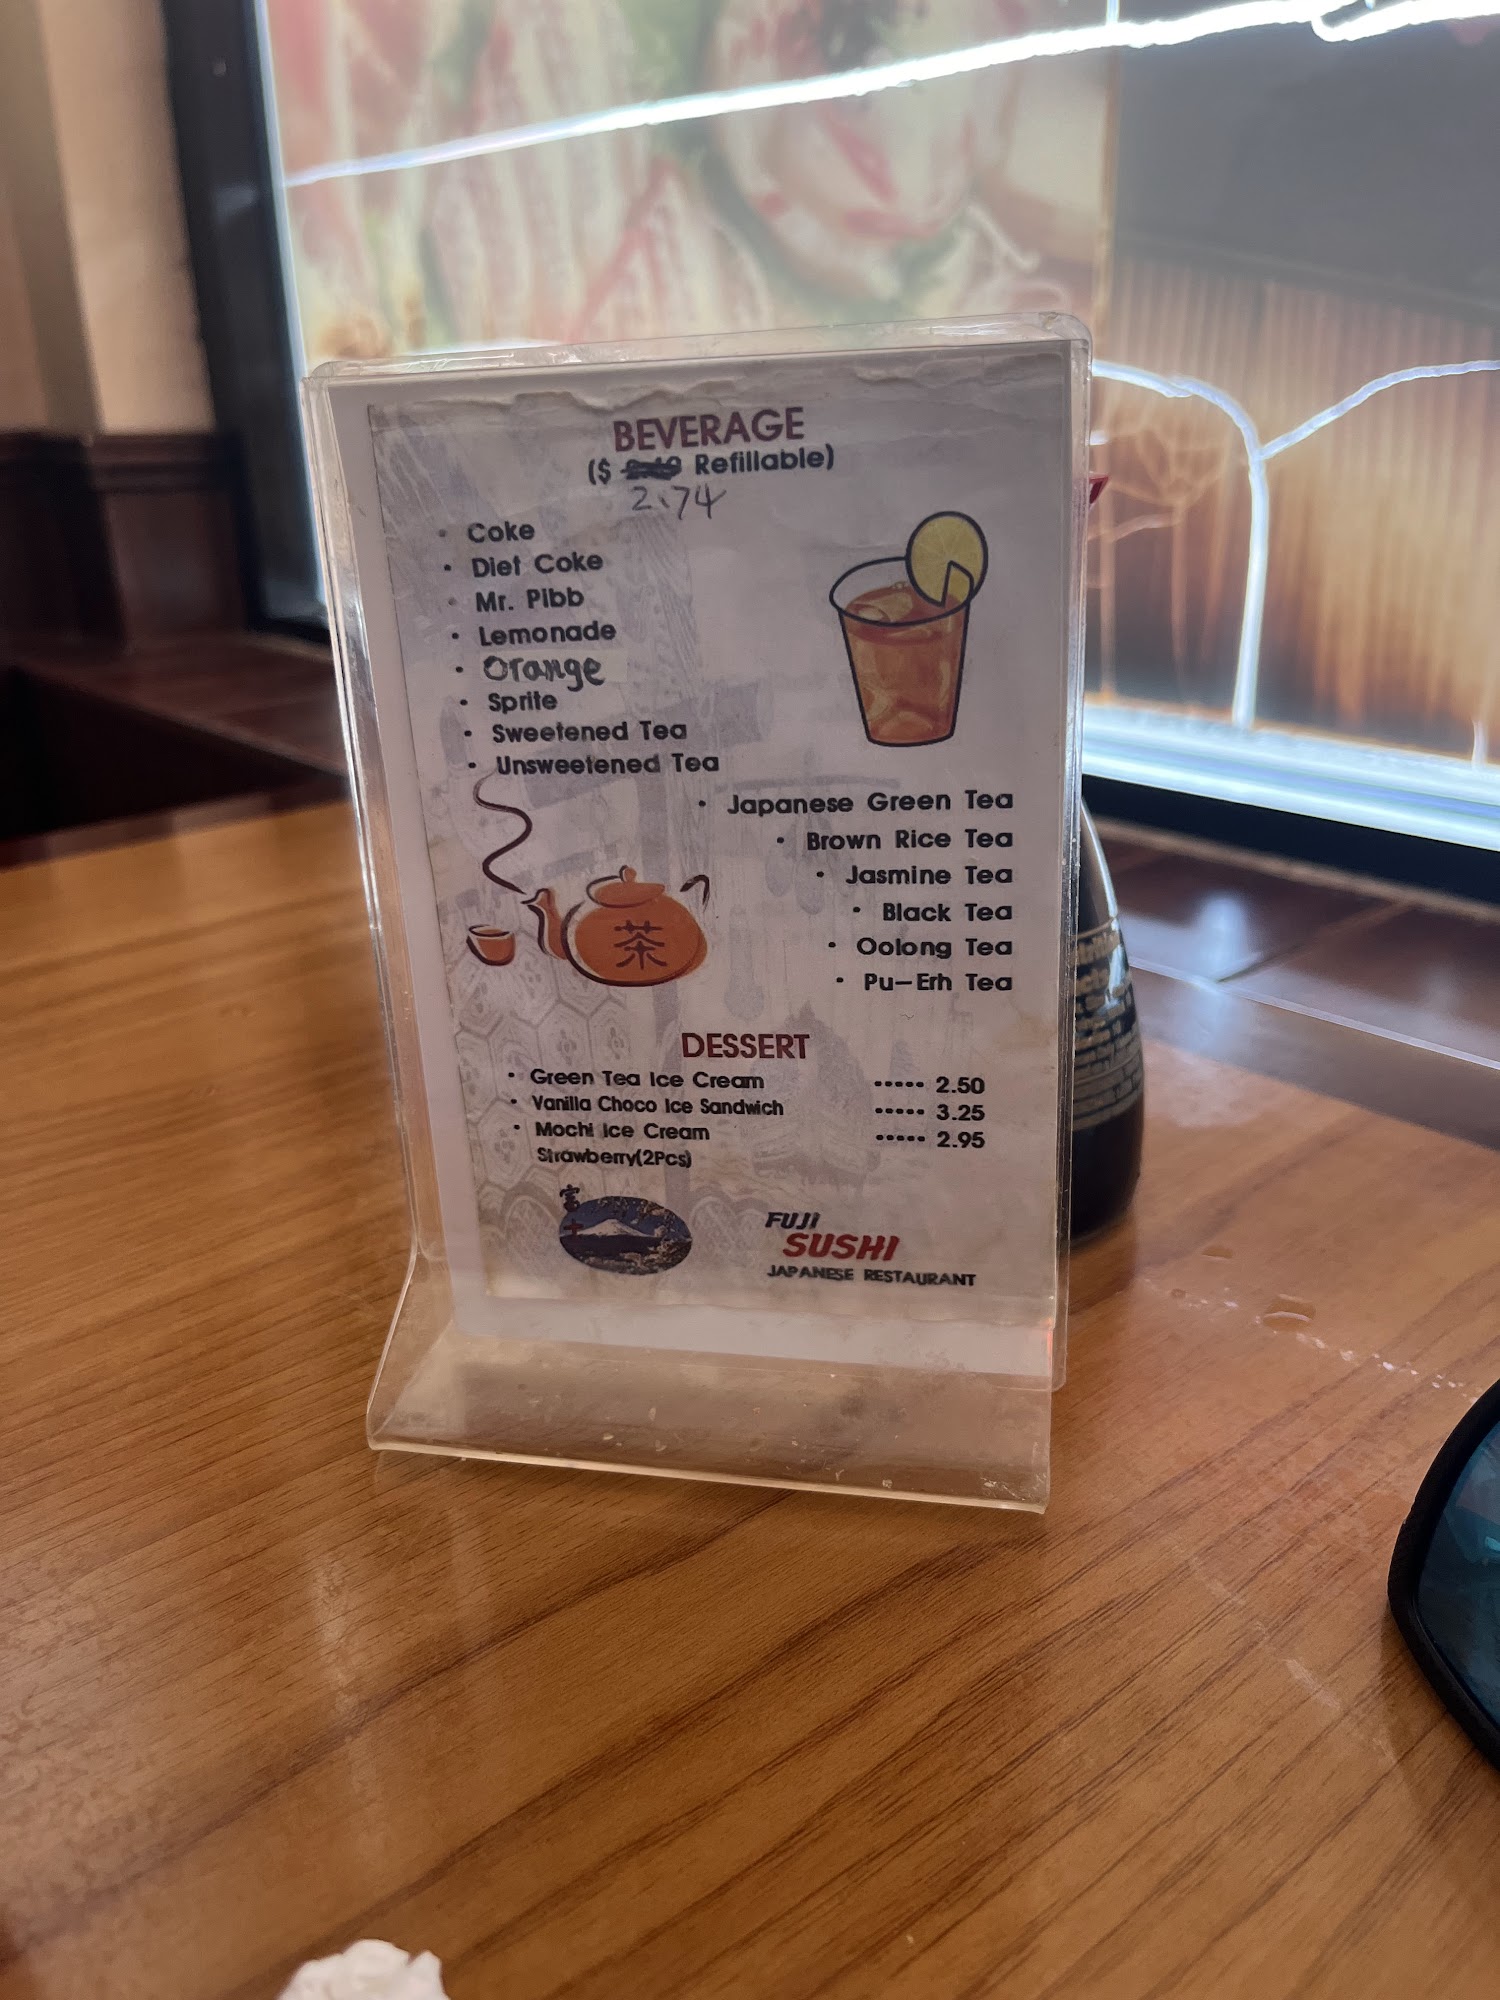 BEVERAGE
($ Refillable)
2.74
• Coke
• Diet Coke
• Mr. Pibb
• Lemonade
• Orange
• Sprite
• Sweetened Tea
• Unsweetened Tea
• Japanese Green Tea
• Brown Rice Tea
• Jasmine Tea
• Black Tea
• Oolong Tea
• Pu-Erh Tea
茶
DESSERT
• Green Tea Ice Cream ····· 2.50
• Vanilla Choco Ice Sandwich ····· 3.25
• Mochi Ice Cream ····· 2.95
Strawberry(2Pcs)
富士
FUJI
SUSHI
JAPANESE RESTAURANT